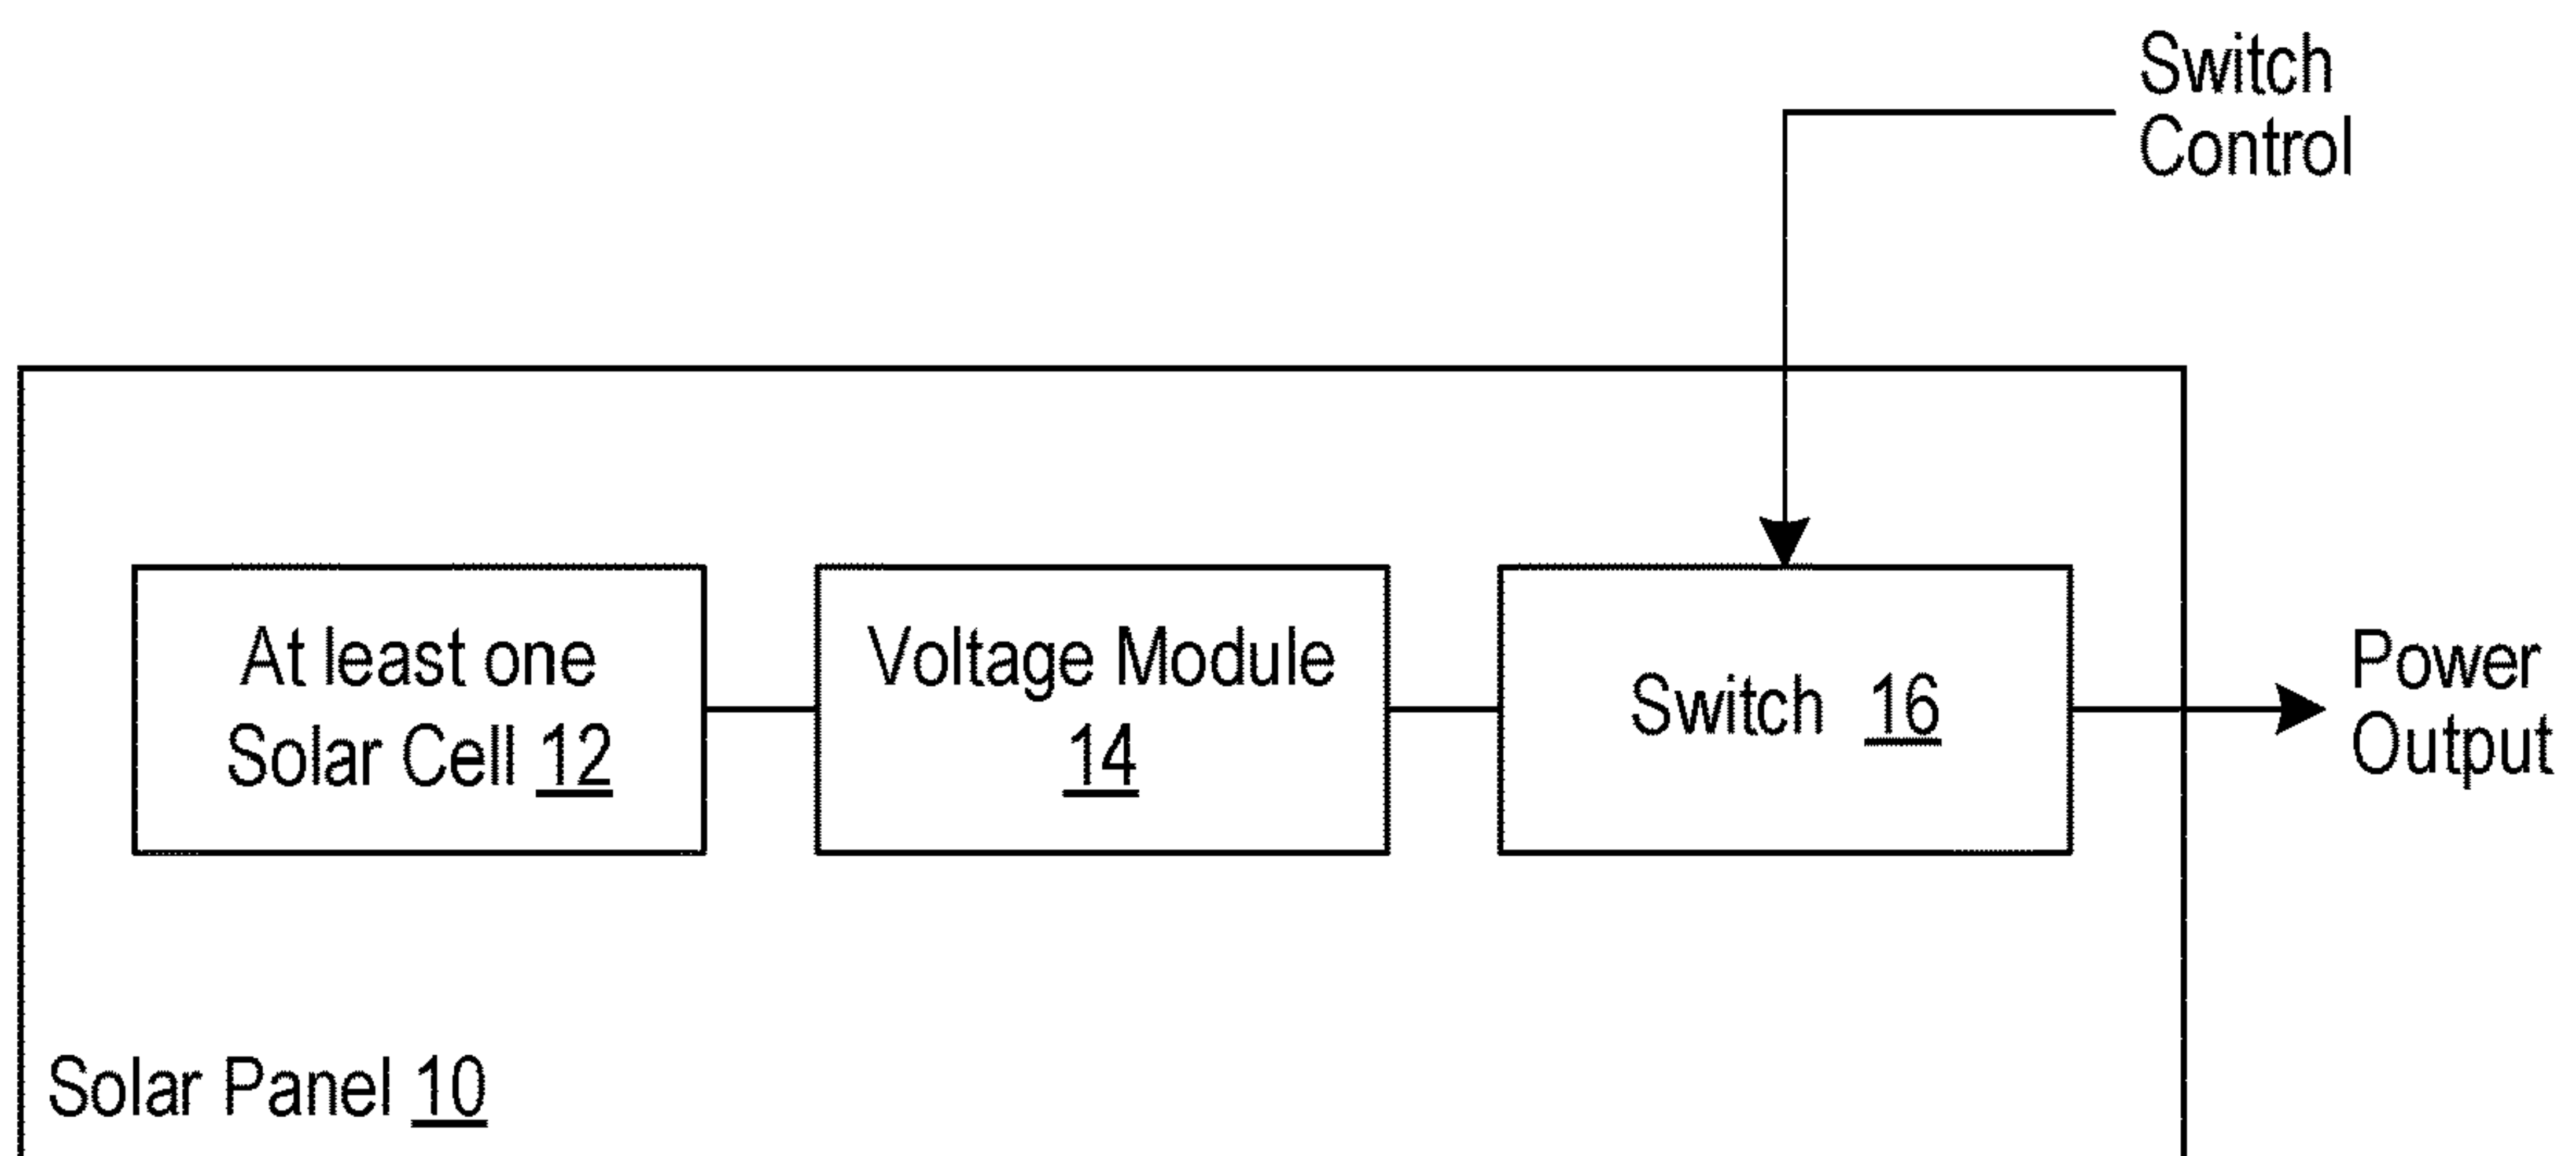 Switch
Control
At least one
Solar Cell 12
Voltage Module
14
Switch 16
Power
Output
Solar Panel 10